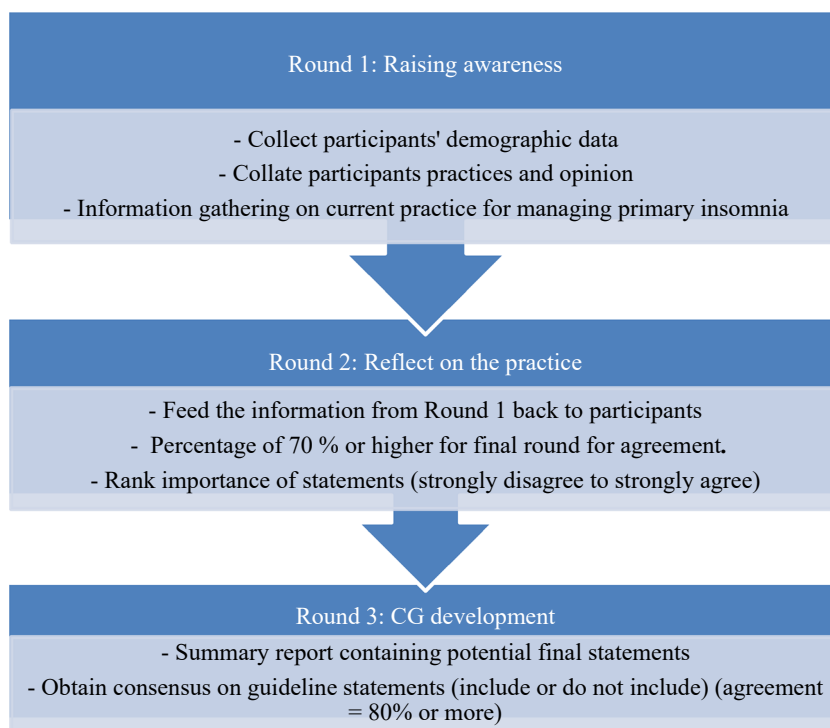 Round 1: Raising awareness
- Collect participants' demographic data
- Collate participants practices and opinion
- Information gathering on current practice for managing primary insomnia
Round 2: Reflect on the practice
- Feed the information from Round 1 back to participants
- Percentage of 70 % or higher for final round for agreement.
- Rank importance of statements (strongly disagree to strongly agree)
Round 3: CG development
- Summary report containing potential final statements
- Obtain consensus on guideline statements (include or do not include) (agreement
= 80% or more)